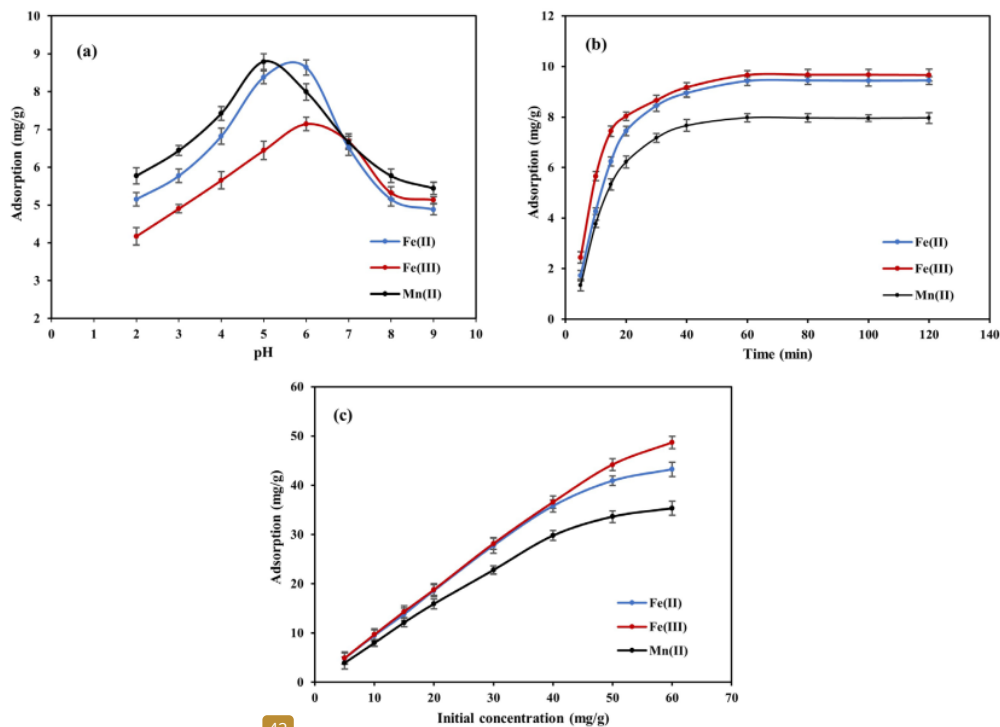 (a)
Adsorption (mg/g)
10
9
8
7
6
5
4
3
2
0 1 2 3 4 5 6 7 8 9 10
pH
Fe(II)
Fe(III)
Mn(II)
(b)
Adsorption (mg/g)
12
10
8
6
4
2
0
0 20 40 60 80 100 120 140
Time (min)
Fe(II)
Fe(III)
Mn(II)
(c)
Adsorption (mg/g)
60
50
40
30
20
10
0
0 10 20 30 40 50 60 70
Initial concentration (mg/g)
Fe(II)
Fe(III)
Mn(II)